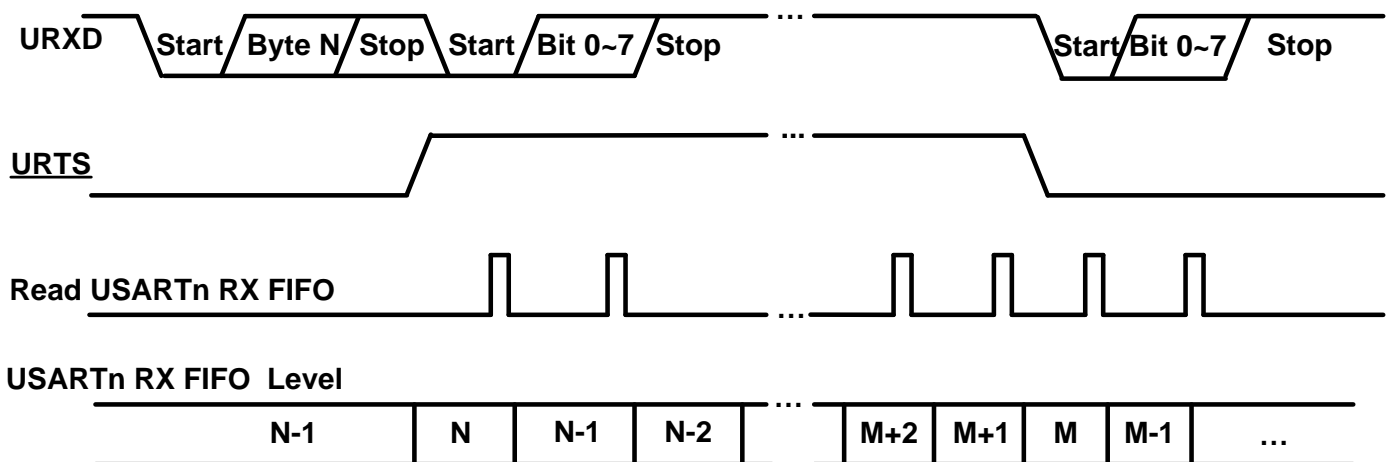 URXD Start Byte N Stop Start Bit 0~7 Stop ... Start Bit 0~7 Stop
URTS ...
Read USARTn RX FIFO ...
USARTn RX FIFO Level
N-1 N N-1 N-2 ... M+2 M+1 M M-1 ...